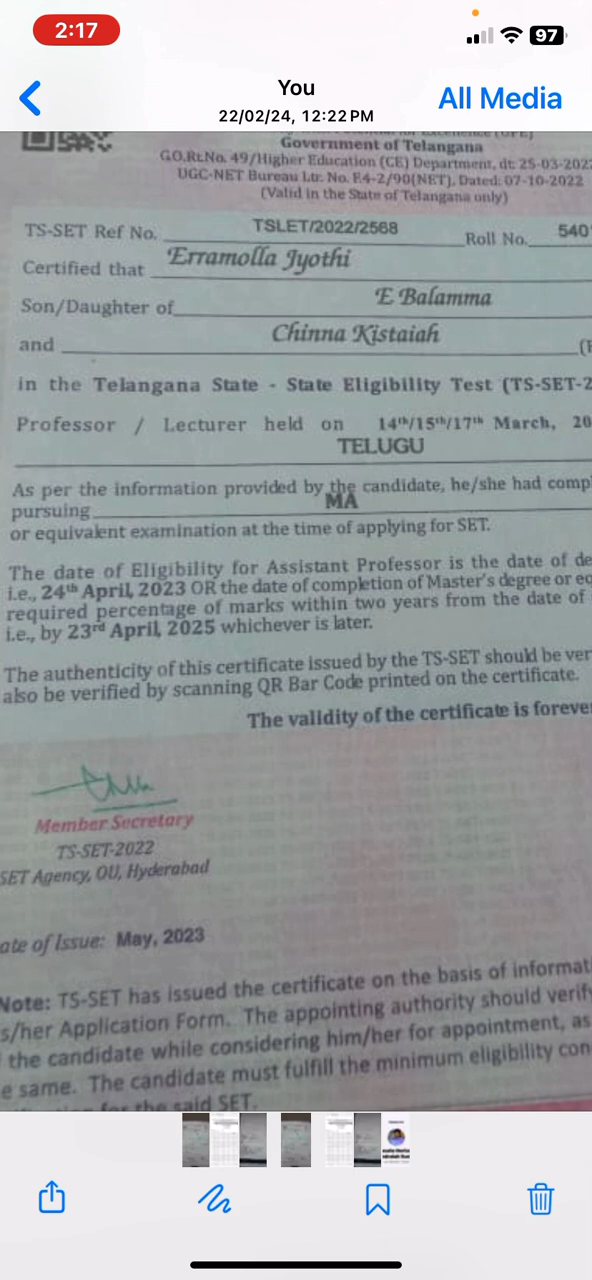 2:17
97
You
22/02/24, 12:22 PM
All Media
Government of Telangana
G.O.Rt.No. 49/Higher Education (CE) Department, dt: 25-03-202
UGC-NET Bureau Ltr. No. F.4-2/90(NET), Dated: 07-10-2022
(Valid in the State of Telangana only)
TS-SET Ref No. TSLET/2022/2568 Roll No. 540
Certified that Erramolla Jyothi
Son/Daughter of E Balamma
and Chinna Kistaiah
in the Telangana State - State Eligibility Test (TS-SET-2
Professor / Lecturer held on 14th/15th/17th March, 20
TELUGU
As per the information provided by the candidate, he/she had comp
pursuing MA
or equivalent examination at the time of applying for SET.
The date of Eligibility for Assistant Professor is the date of de
i.e., 24th April, 2023 OR the date of completion of Master's degree or eq
required percentage of marks within two years from the date of
i.e., by 23rd April, 2025 whichever is later.
The authenticity of this certificate issued by the TS-SET should be ver
also be verified by scanning QR Bar Code printed on the certificate.
The validity of the certificate is forever
Member Secretary
TS-SET-2022
SET Agency, OU, Hyderabad
ate of Issue: May, 2023
Note: TS-SET has issued the certificate on the basis of informat
s/her Application Form. The appointing authority should verify
the candidate while considering him/her for appointment, as
e same. The candidate must fulfill the minimum eligibility con
for the said SET.